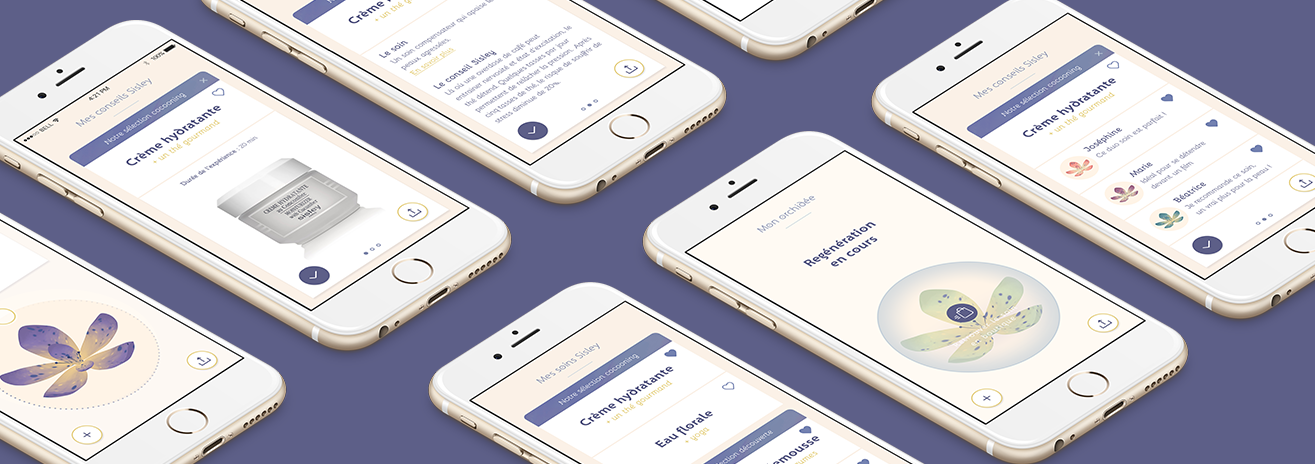 ●●●○○ BELL
4:21 PM
100%
Mes conseils Sisley
Notre sélection cocooning
Crème hydratante
+ un thé gourmand
Durée de l'expérience : 20 min
CRÈME HYDRATANTE
sisley
Crème hydratante
+ un thé gourmand
Le soin
Un soin compensateur qui apaise les
peaux agressées.
En savoir plus
Le conseil Sisley
Là où une overdose de café peut
entraîner nervosité et état d'excitation, le
thé détend. Quelques tasses par jour
permettent de relâcher la pression. Après
cinq tasses de thé, le risque de souffrir de
stress diminue de 20%.
Mes soins Sisley
Notre sélection cocooning
Crème hydratante
+ un thé gourmand
Eau florale
+ yoga
sélection découverte
Mon orchidée
Regénération
en cours
Mes conseils Sisley
Notre sélection cocooning
Crème hydratante
+ un thé gourmand
Joséphine
Ce duo soin est parfait !
Marie
Idéal pour se détendre
devant un film
Béatrice
Je recommande ce soin,
un vrai plus pour la peau !